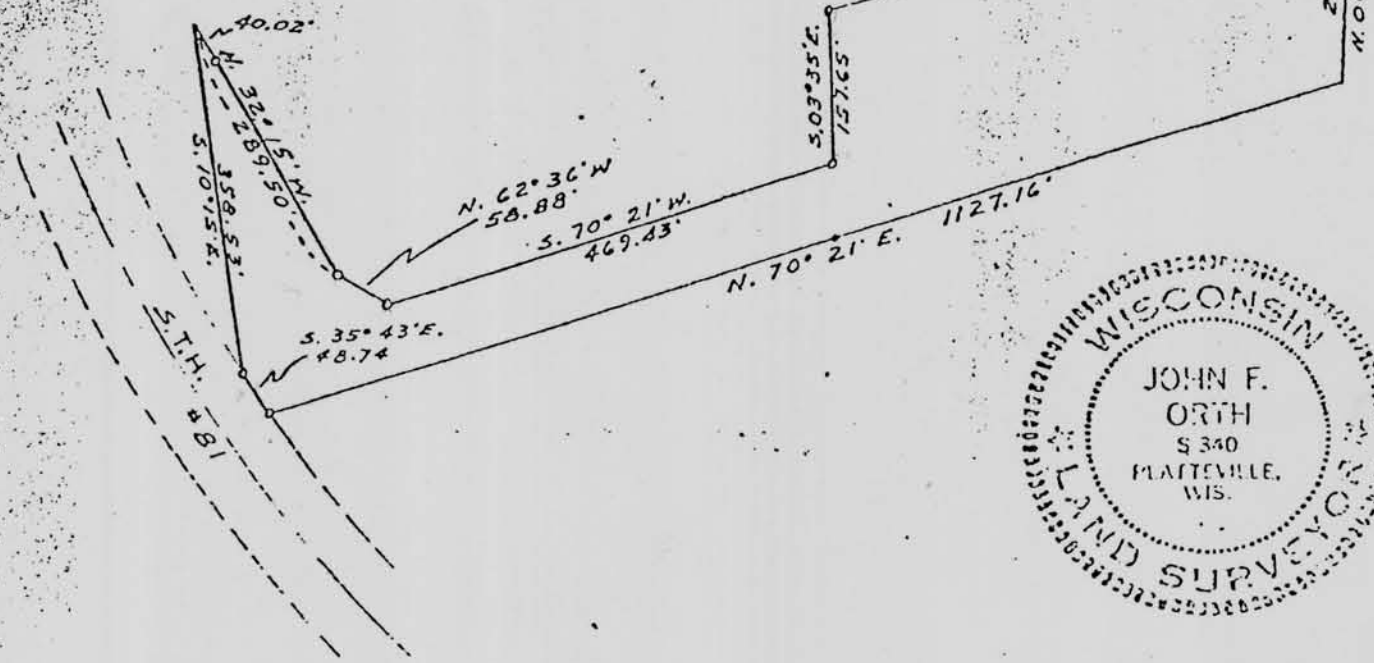 40.02'
N. 32° 15' W.
289.50'
S. 10° 15' E.
358.53'
N. 62° 36' W
58.88'
S. 70° 21' W.
469.43'
S. 03° 35' E.
157.65
N. 70° 21' E. 1127.16'
S. 35° 43' E.
48.74
S.T.H. #81
WISCONSIN
JOHN F.
ORTH
S 340
PLATTEVILLE,
WIS.
LAND SURVEYOR